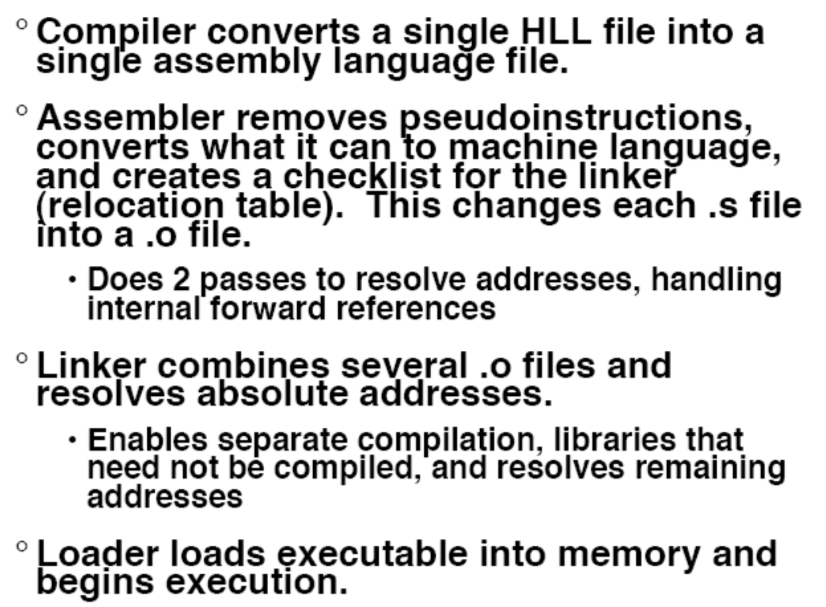 ° Compiler converts a single HLL file into a
single assembly language file.
° Assembler removes pseudoinstructions,
converts what it can to machine language,
and creates a checklist for the linker
(relocation table).  This changes each .s file
into a .o file.
• Does 2 passes to resolve addresses, handling
internal forward references
° Linker combines several .o files and
resolves absolute addresses.
• Enables separate compilation, libraries that
need not be compiled, and resolves remaining
addresses
° Loader loads executable into memory and
begins execution.